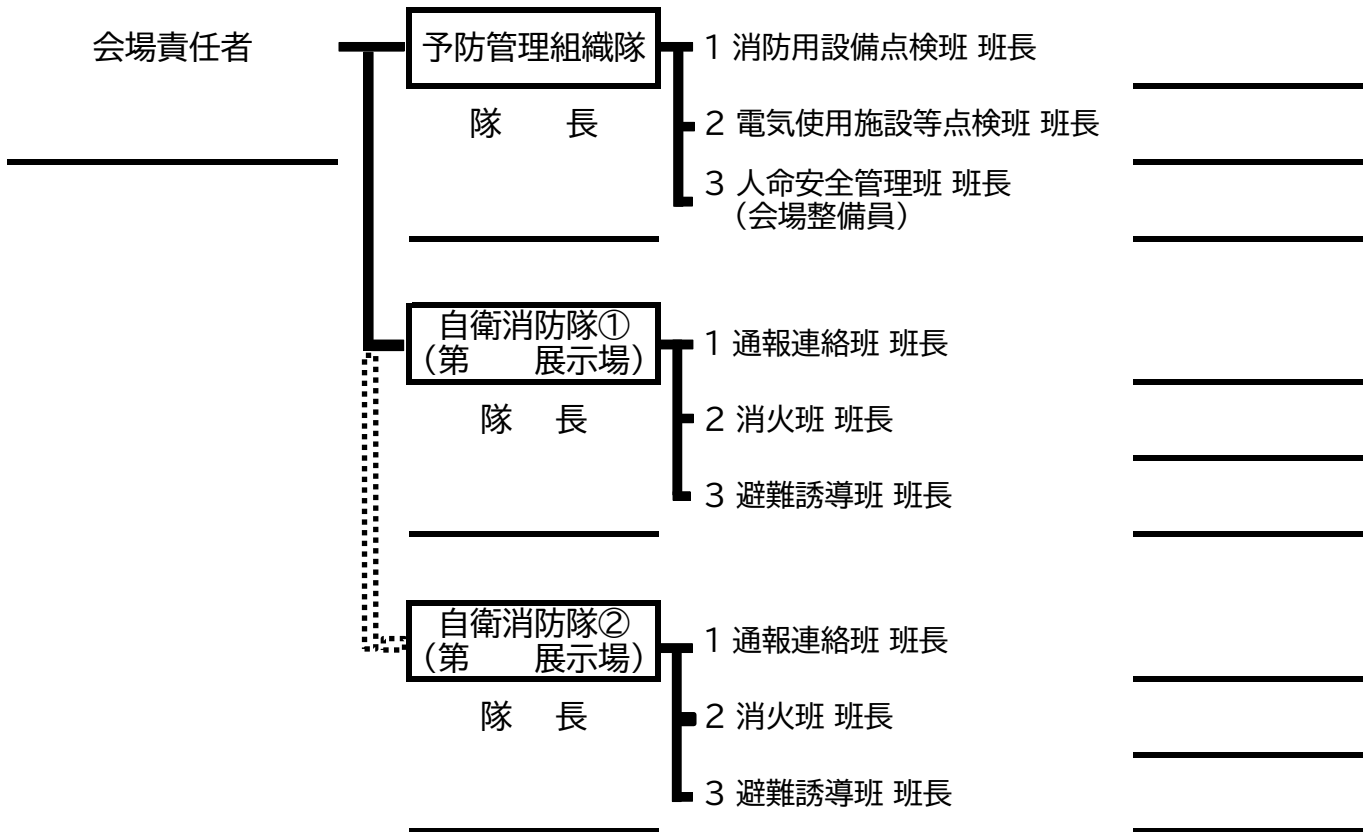 会場責任者
予防管理組織隊
隊 長
1 消防用設備点検班 班長
2 電気使用施設等点検班 班長
3 人命安全管理班 班長
（会場整備員）
自衛消防隊①
（第 展示場）
隊 長
1 通報連絡班 班長
2 消火班 班長
3 避難誘導班 班長
自衛消防隊②
（第 展示場）
隊 長
1 通報連絡班 班長
2 消火班 班長
3 避難誘導班 班長